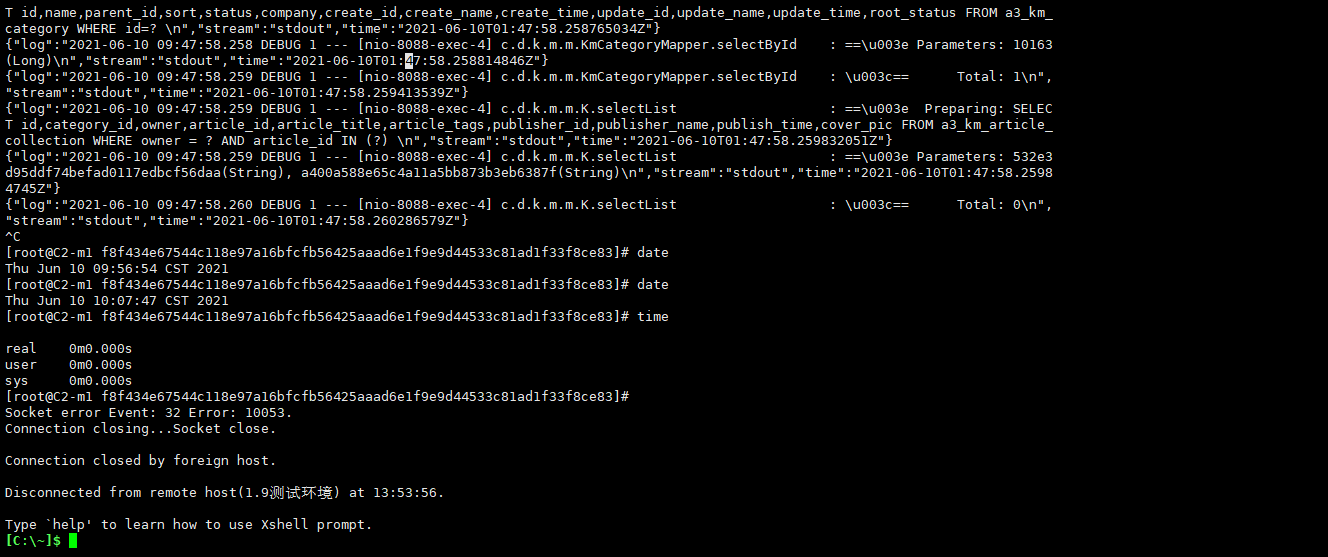 T id,name,parent_id,sort,status,company,create_id,create_name,create_time,update_id,update_name,update_time,root_status FROM a3_km_
category WHERE id=? \n","stream":"stdout","time":"2021-06-10T01:47:58.258765034Z"}
{"log":"2021-06-10 09:47:58.258 DEBUG 1 --- [nio-8088-exec-4] c.d.k.m.m.KmCategoryMapper.selectById    : ==\u003e Parameters: 10163
(Long)\n","stream":"stdout","time":"2021-06-10T01:47:58.258814846Z"}
{"log":"2021-06-10 09:47:58.259 DEBUG 1 --- [nio-8088-exec-4] c.d.k.m.m.KmCategoryMapper.selectById    : \u003c==      Total: 1\n",
"stream":"stdout","time":"2021-06-10T01:47:58.259413539Z"}
{"log":"2021-06-10 09:47:58.259 DEBUG 1 --- [nio-8088-exec-4] c.d.k.m.m.K.selectList                   : ==\u003e  Preparing: SELEC
T id,category_id,owner,article_id,article_title,article_tags,publisher_id,publisher_name,publish_time,cover_pic FROM a3_km_article_
collection WHERE owner = ? AND article_id IN (?) \n","stream":"stdout","time":"2021-06-10T01:47:58.259832051Z"}
{"log":"2021-06-10 09:47:58.259 DEBUG 1 --- [nio-8088-exec-4] c.d.k.m.m.K.selectList                   : ==\u003e Parameters: 532e3
d95ddf74befad0117edbcf56daa(String), a400a588e65c4a11a5bb873b3eb6387f(String)\n","stream":"stdout","time":"2021-06-10T01:47:58.2598
4745Z"}
{"log":"2021-06-10 09:47:58.260 DEBUG 1 --- [nio-8088-exec-4] c.d.k.m.m.K.selectList                   : \u003c==      Total: 0\n",
"stream":"stdout","time":"2021-06-10T01:47:58.260286579Z"}
^C
[root@C2-m1 f8f434e67544c118e97a16bfcfb56425aaad6e1f9e9d44533c81ad1f33f8ce83]# date
Thu Jun 10 09:56:54 CST 2021
[root@C2-m1 f8f434e67544c118e97a16bfcfb56425aaad6e1f9e9d44533c81ad1f33f8ce83]# date
Thu Jun 10 10:07:47 CST 2021
[root@C2-m1 f8f434e67544c118e97a16bfcfb56425aaad6e1f9e9d44533c81ad1f33f8ce83]# time
real    0m0.000s
user    0m0.000s
sys     0m0.000s
[root@C2-m1 f8f434e67544c118e97a16bfcfb56425aaad6e1f9e9d44533c81ad1f33f8ce83]#
Socket error Event: 32 Error: 10053.
Connection closing...Socket close.
Connection closed by foreign host.
Disconnected from remote host(1.9测试环境) at 13:53:56.
Type `help' to learn how to use Xshell prompt.
[C:\~]$